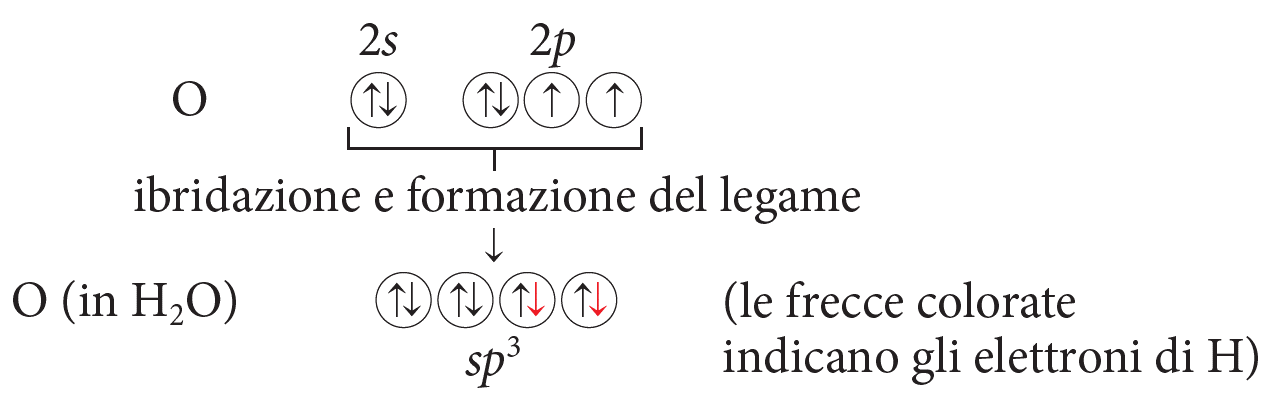 2s 2p
O ↑↓ ↑↓ ↑ ↑
ibridazione e formazione del legame
↓
O (in H₂O) ↑↓ ↑↓ ↑↓ ↑↓ (le frecce colorate
indicano gli elettroni di H)
sp³